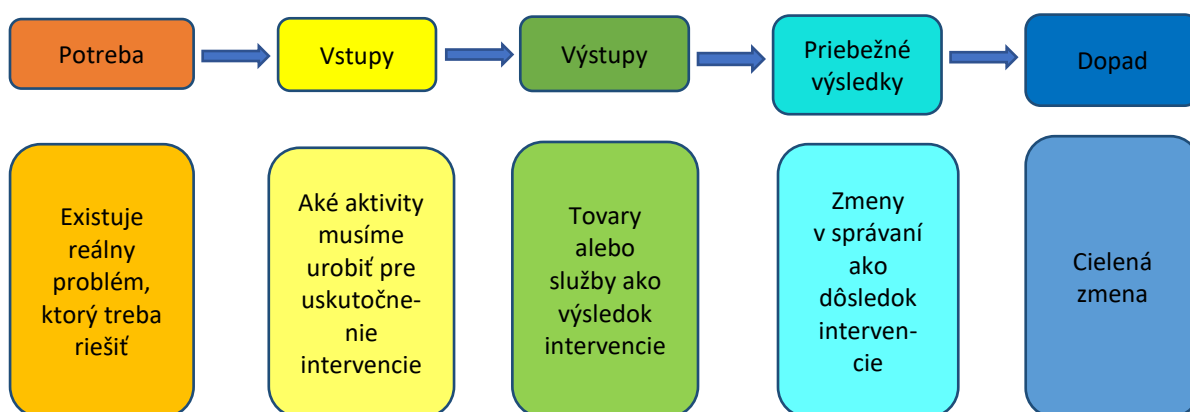 Potreba
Vstupy
Výstupy
Priebežné
výsledky
Dopad
Existuje
reálny
problém,
ktorý treba
riešiť
Aké aktivity
musíme
urobiť pre
uskutočne-
nie
intervencie
Tovary
alebo
služby ako
výsledok
intervencie
Zmeny
v správaní
ako
dôsledok
interven-
cie
Cielená
zmena